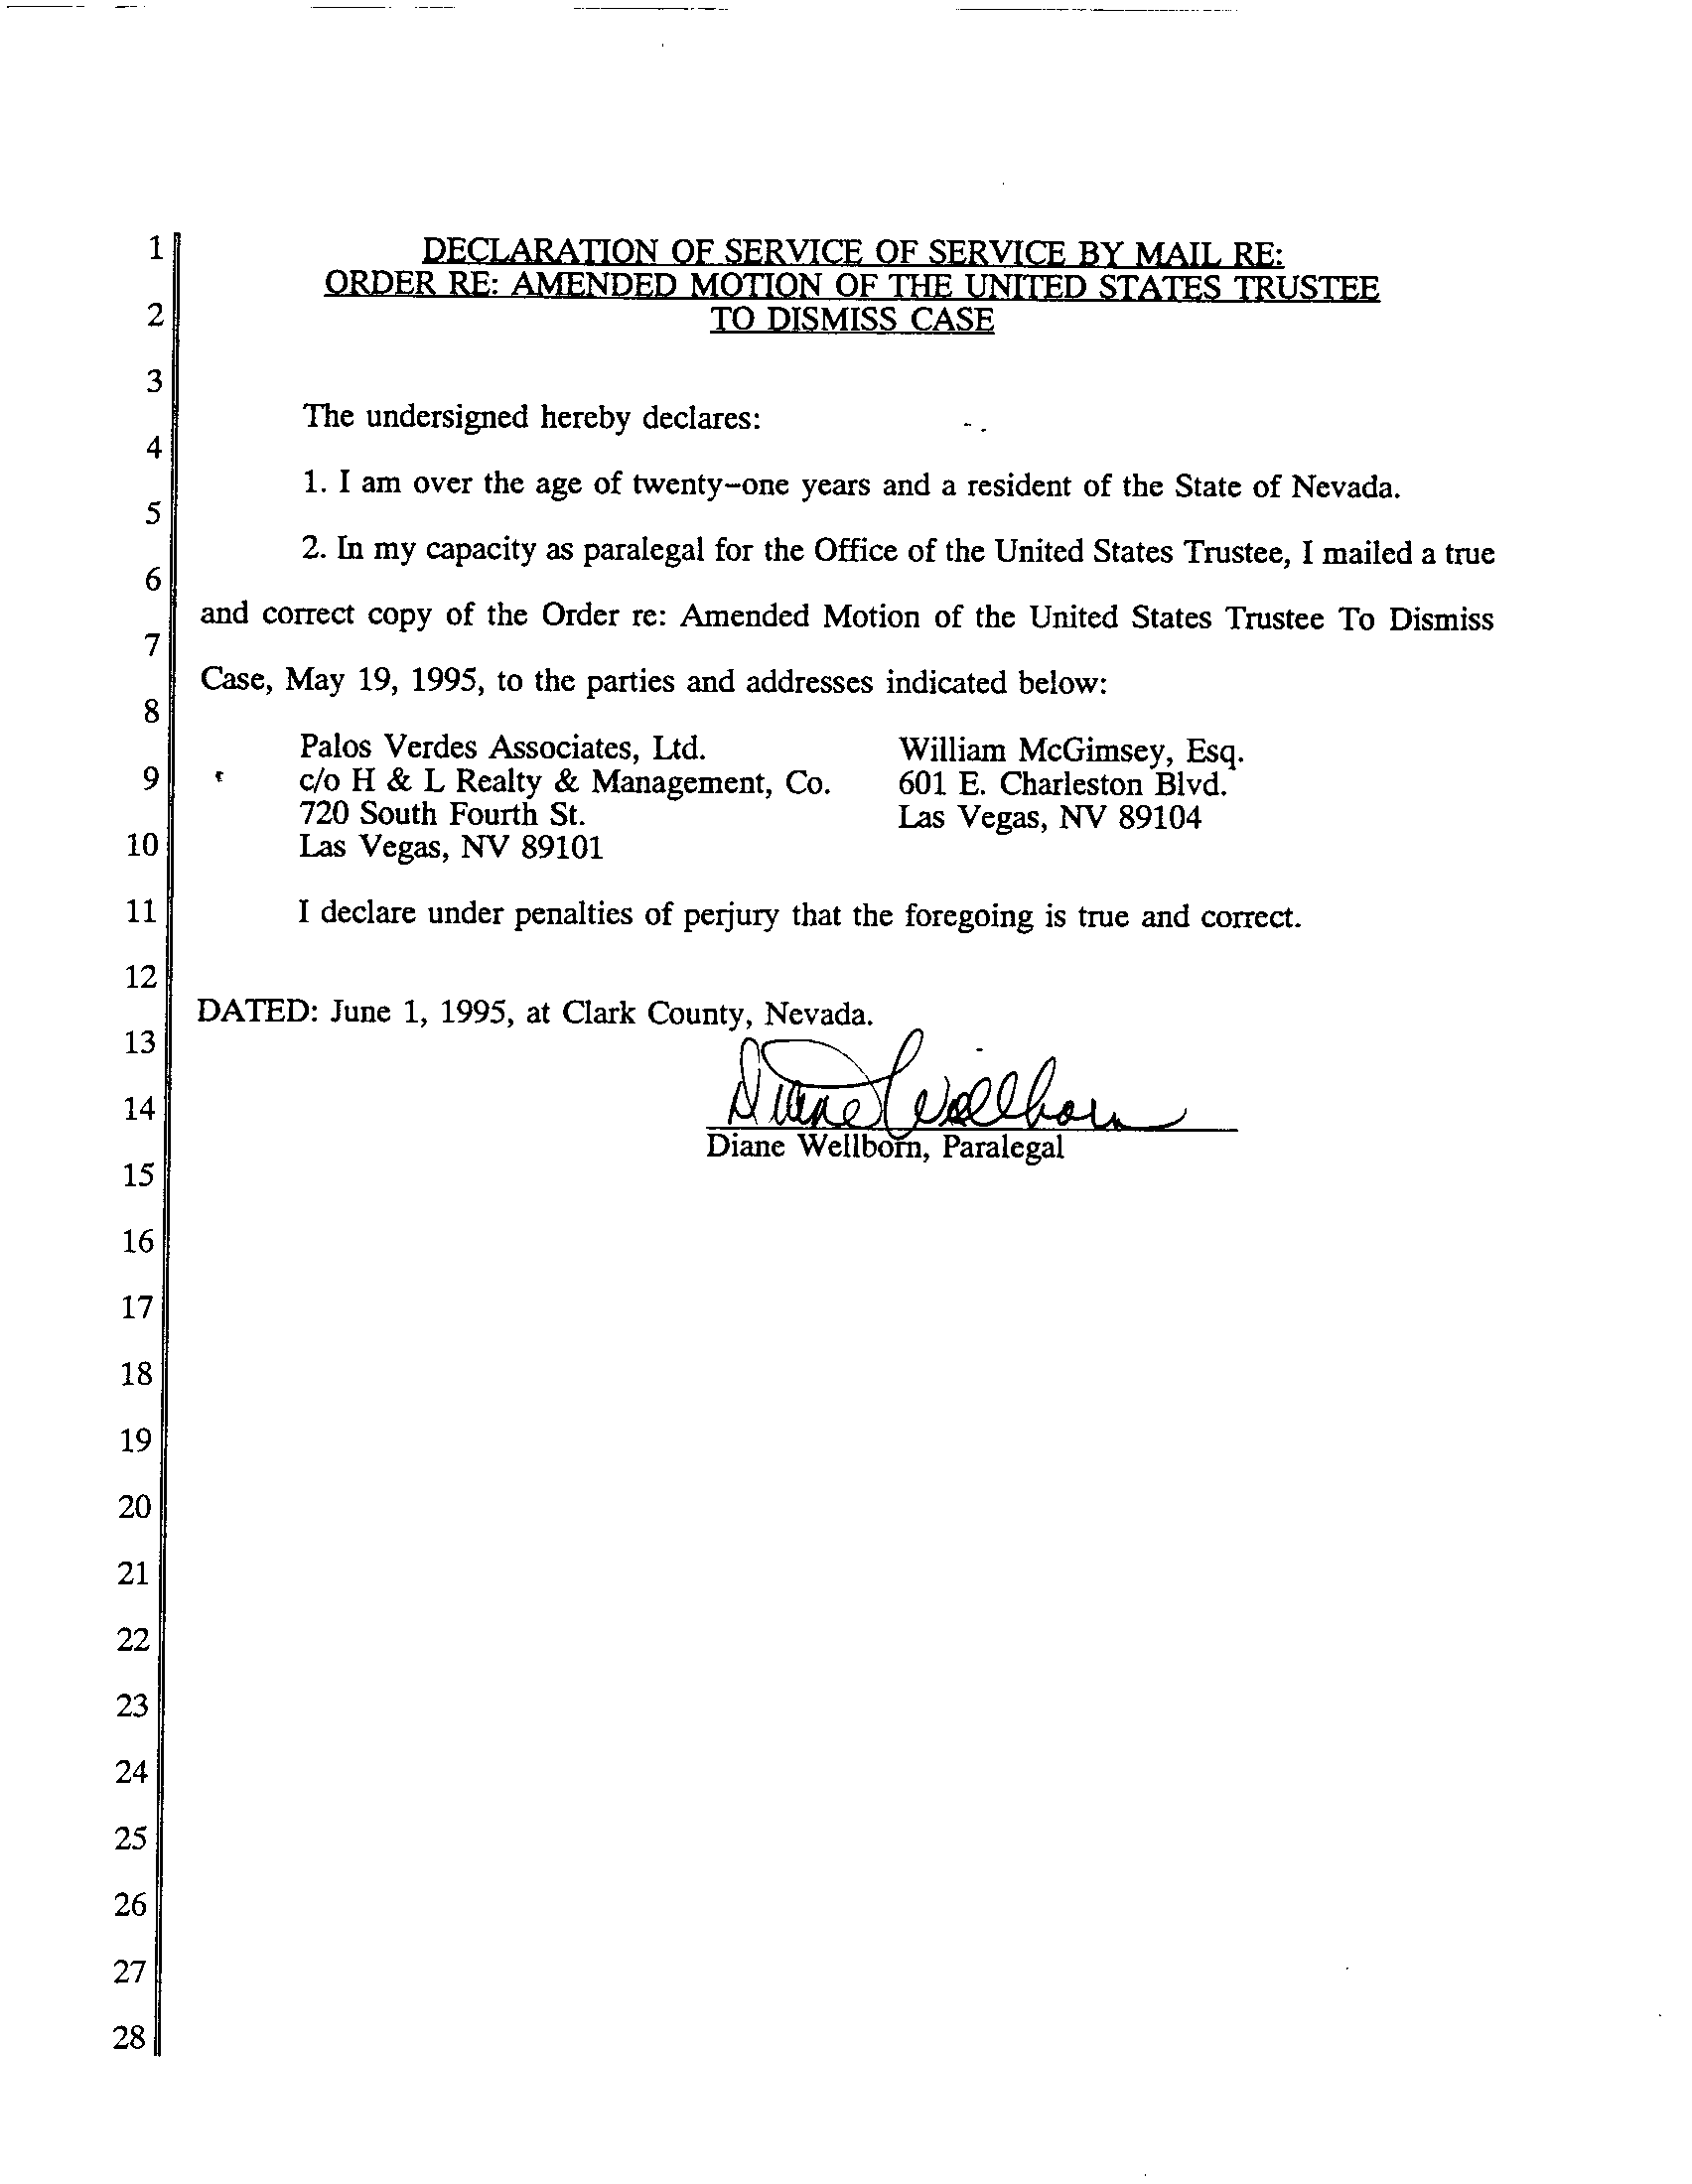 1 DECLARATION OF SERVICE OF SERVICE BY MAIL RE:
ORDER RE: AMENDED MOTION OF THE UNITED STATES TRUSTEE
2 TO DISMISS CASE
3
The undersigned hereby declares:
4
1. I am over the age of twenty-one years and a resident of the State of Nevada.
5
2. In my capacity as paralegal for the Office of the United States Trustee, I mailed a true
6
and correct copy of the Order re: Amended Motion of the United States Trustee To Dismiss
7
Case, May 19, 1995, to the parties and addresses indicated below:
8
Palos Verdes Associates, Ltd. William McGimsey, Esq.
9 c/o H & L Realty & Management, Co. 601 E. Charleston Blvd.
720 South Fourth St. Las Vegas, NV 89104
10 Las Vegas, NV 89101
11 I declare under penalties of perjury that the foregoing is true and correct.
12
DATED: June 1, 1995, at Clark County, Nevada.
13
14 Diane Wellborn
Diane Wellborn, Paralegal
15
16
17
18
19
20
21
22
23
24
25
26
27
28